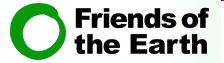 Friends of
the Earth